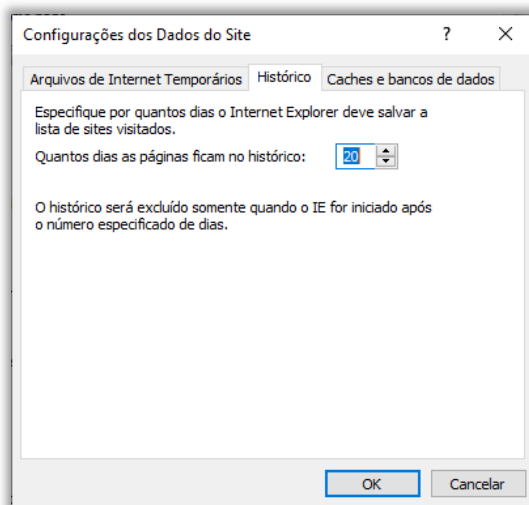 Configurações dos Dados do Site ?
Arquivos de Internet Temporários Histórico Caches e bancos de dados
Especifique por quantos dias o Internet Explorer deve salvar a
lista de sites visitados.
Quantos dias as páginas ficam no histórico: 20
O histórico será excluído somente quando o IE for iniciado após
o número especificado de dias.
OK Cancelar